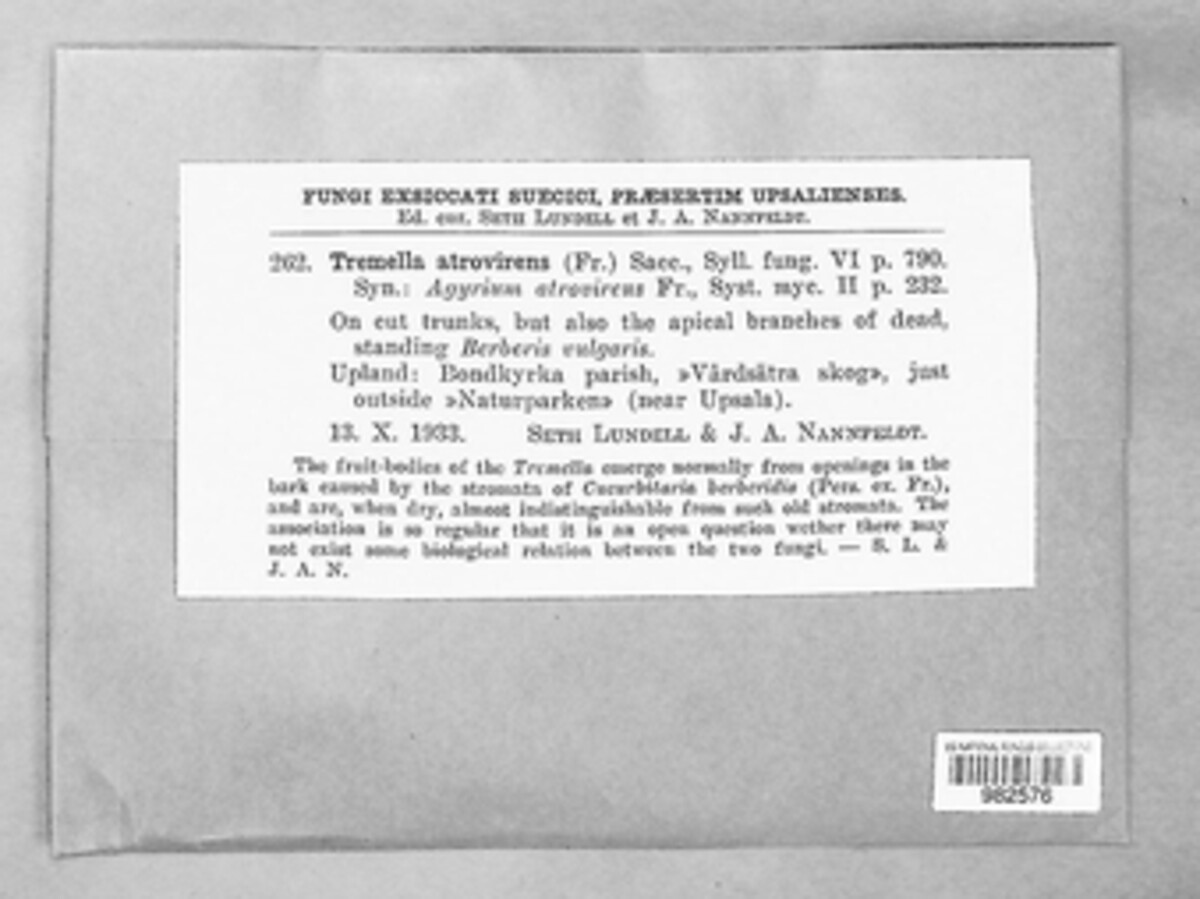 FUNGI EXSICCATI SUECICI, PRÆSERTIM UPSALIENSES.
Ed. cur. SETH LUNDELL et J. A. NANNFELDT.
262. Tremella atrovirens (Fr.) Sacc., Syll. fung. VI p. 790.
Syn.: Agyrium atrovirens Fr., Syst. myc. II p. 232.
On cut trunks, but also the apical branches of dead,
standing Berberis vulgaris.
Upland: Bondkyrka parish, »Vårdsätra skog», just
outside »Naturparken» (near Upsala).
13. X. 1933. SETH LUNDELL & J. A. NANNFELDT.
The fruit-bodies of the Tremella emerge normally from openings in the
bark caused by the stromata of Cucurbitaria berberidis (Pers. ex. Fr.),
and are, when dry, almost indistinguishable from such old stromata. The
association is so regular that it is an open question wether there may
not exist some biological relation between the two fungi. — S. L. &
J. A. N.
982576